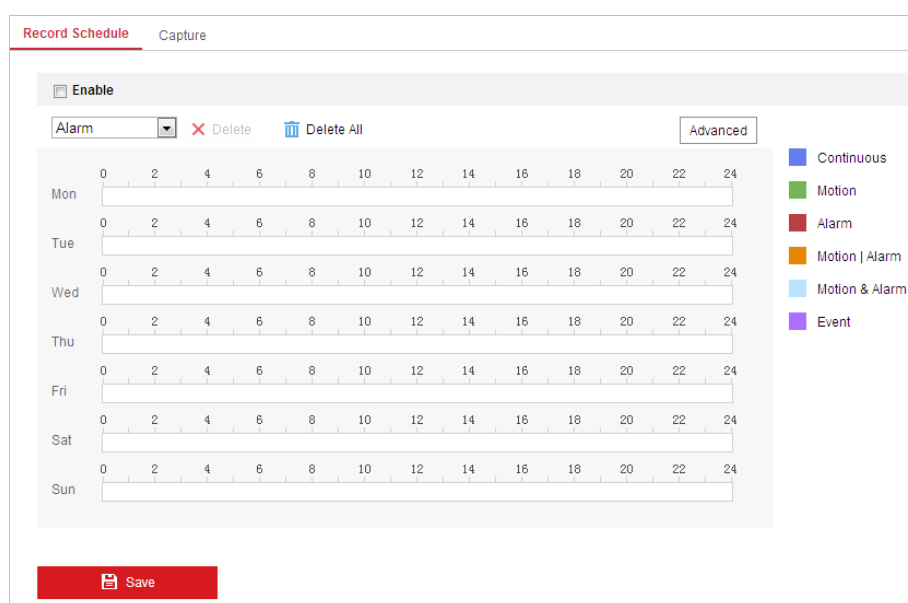 Record Schedule Capture
Enable
Alarm Delete Delete All Advanced
0 2 4 6 8 10 12 14 16 18 20 22 24
Mon
0 2 4 6 8 10 12 14 16 18 20 22 24
Tue
0 2 4 6 8 10 12 14 16 18 20 22 24
Wed
0 2 4 6 8 10 12 14 16 18 20 22 24
Thu
0 2 4 6 8 10 12 14 16 18 20 22 24
Fri
0 2 4 6 8 10 12 14 16 18 20 22 24
Sat
0 2 4 6 8 10 12 14 16 18 20 22 24
Sun
Continuous
Motion
Alarm
Motion | Alarm
Motion & Alarm
Event
Save